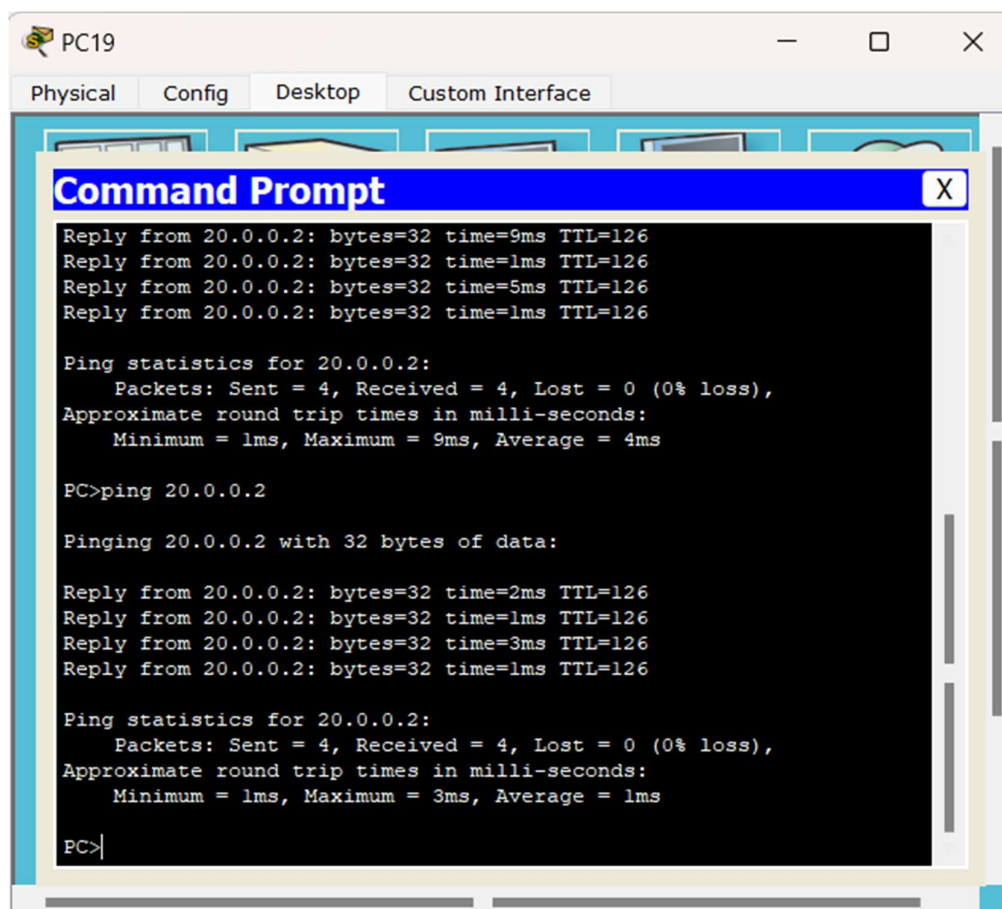 PC19
Physical Config Desktop Custom Interface
Command Prompt X
Reply from 20.0.0.2: bytes=32 time=9ms TTL=126
Reply from 20.0.0.2: bytes=32 time=1ms TTL=126
Reply from 20.0.0.2: bytes=32 time=5ms TTL=126
Reply from 20.0.0.2: bytes=32 time=1ms TTL=126
Ping statistics for 20.0.0.2:
Packets: Sent = 4, Received = 4, Lost = 0 (0% loss),
Approximate round trip times in milli-seconds:
Minimum = 1ms, Maximum = 9ms, Average = 4ms
PC>ping 20.0.0.2
Pinging 20.0.0.2 with 32 bytes of data:
Reply from 20.0.0.2: bytes=32 time=2ms TTL=126
Reply from 20.0.0.2: bytes=32 time=1ms TTL=126
Reply from 20.0.0.2: bytes=32 time=3ms TTL=126
Reply from 20.0.0.2: bytes=32 time=1ms TTL=126
Ping statistics for 20.0.0.2:
Packets: Sent = 4, Received = 4, Lost = 0 (0% loss),
Approximate round trip times in milli-seconds:
Minimum = 1ms, Maximum = 3ms, Average = 1ms
PC>